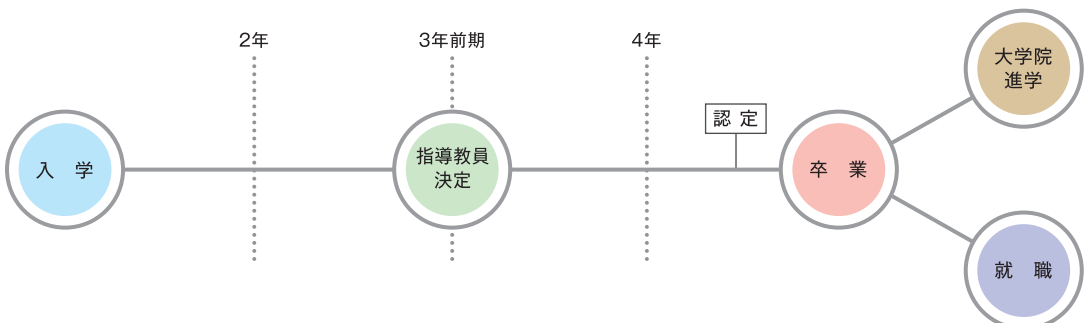 2年
3年前期
4年
入 学
指導教員
決定
認 定
卒 業
大学院
進学
就 職